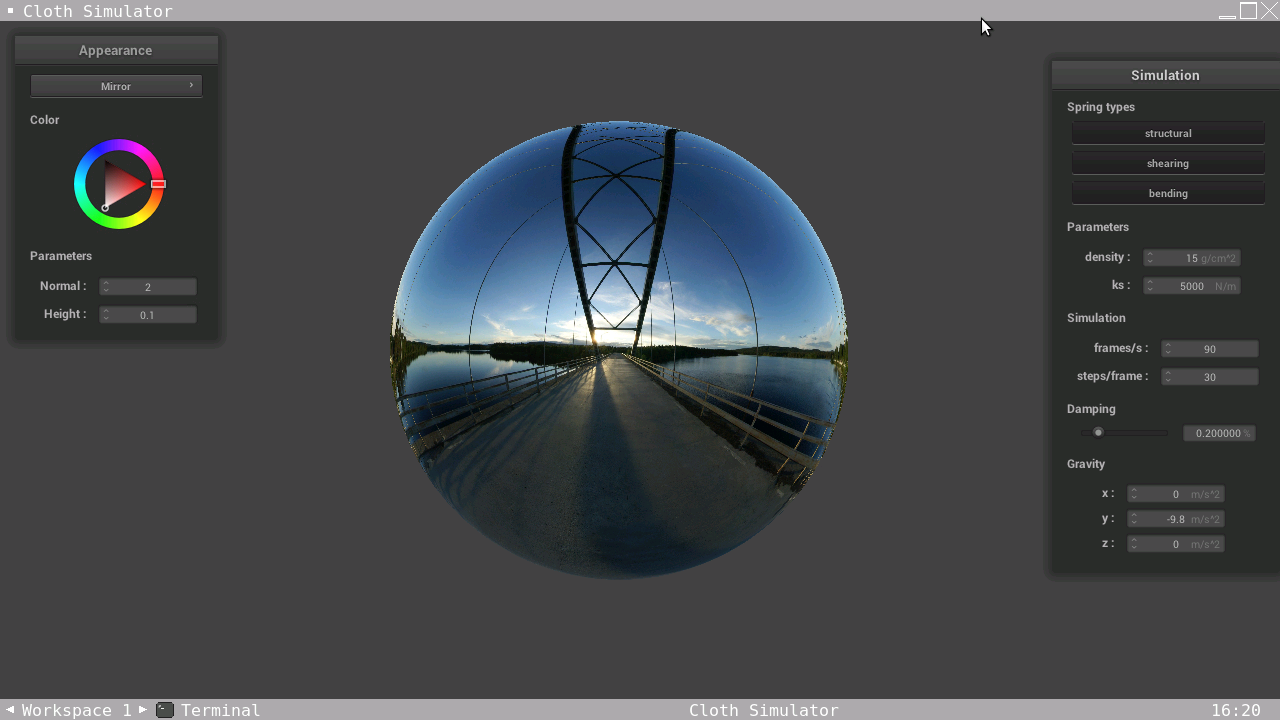 Cloth Simulator
Appearance
Mirror
Color
Parameters
Normal : 2
Height : 0.1
Simulation
Spring types
structural
shearing
bending
Parameters
density : 15 g/cm^2
ks : 5000 N/m
Simulation
frames/s : 90
steps/frame : 30
Damping
0.200000 %
Gravity
x : 0 m/s^2
y : -9.8 m/s^2
z : 0 m/s^2
Workspace 1 Terminal Cloth Simulator 16:20